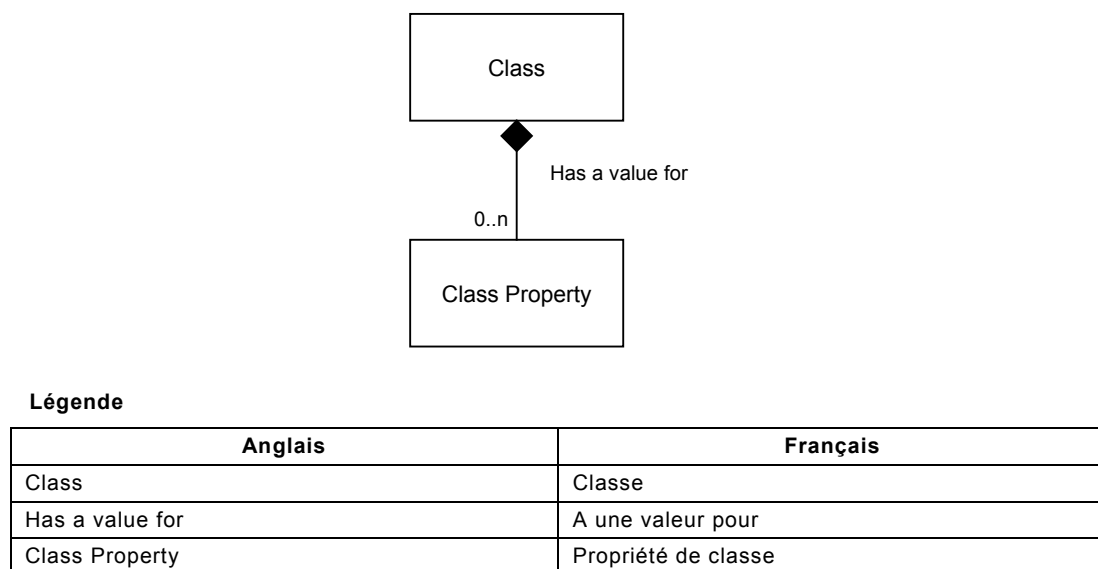 Class
Has a value for
0..n
Class Property
Légende
Anglais Français
Class Classe
Has a value for A une valeur pour
Class Property Propriété de classe